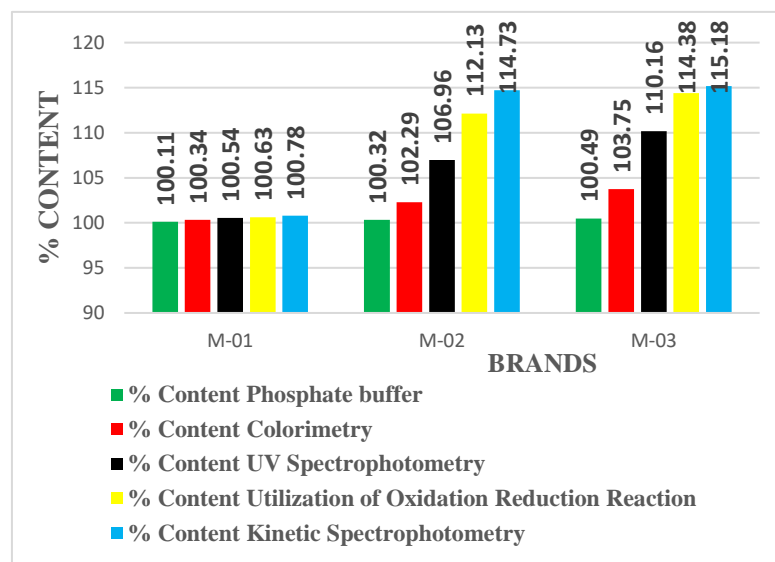 120
115
110
105
100
95
90
% CONTENT
100.11
100.34
100.54
100.63
100.78
100.32
102.29
106.96
112.13
114.73
100.49
103.75
110.16
114.38
115.18
M-01
M-02
M-03
BRANDS
% Content Phosphate buffer
% Content Colorimetry
% Content UV Spectrophotometry
% Content Utilization of Oxidation Reduction Reaction
% Content Kinetic Spectrophotometry